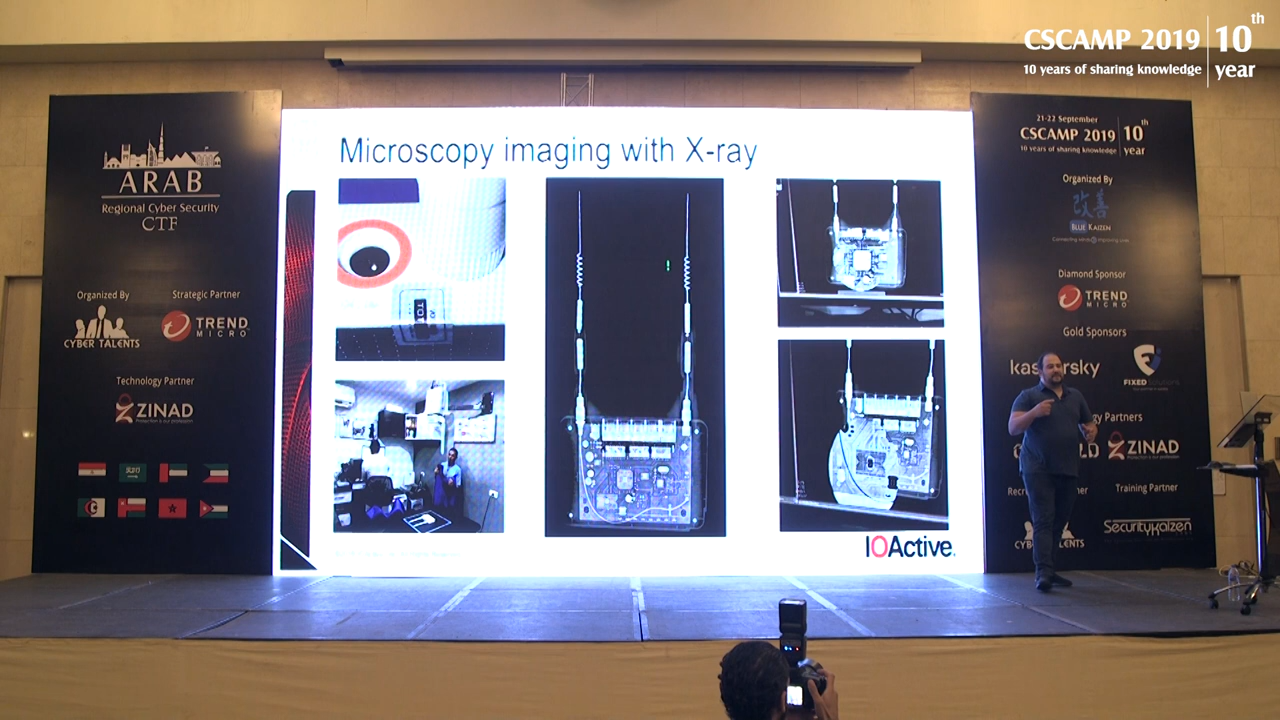 CSCAMP 2019
10 years of sharing knowledge
10th
year
ARAB
Regional Cyber Security
CTF
Organized By
CYBER TALENTS
Strategic Partner
TREND
MICRO
Technology Partner
ZINAD
Microscopy imaging with X-ray
IOActive
21-22 September
CSCAMP 2019
10 years of sharing knowledge
10th
year
Organized By
改善
BLUE KAIZEN
Diamond Sponsor
TREND
MICRO
Gold Sponsors
FIXED
Partners
ZINAD
Training Partner
Securitykaizen